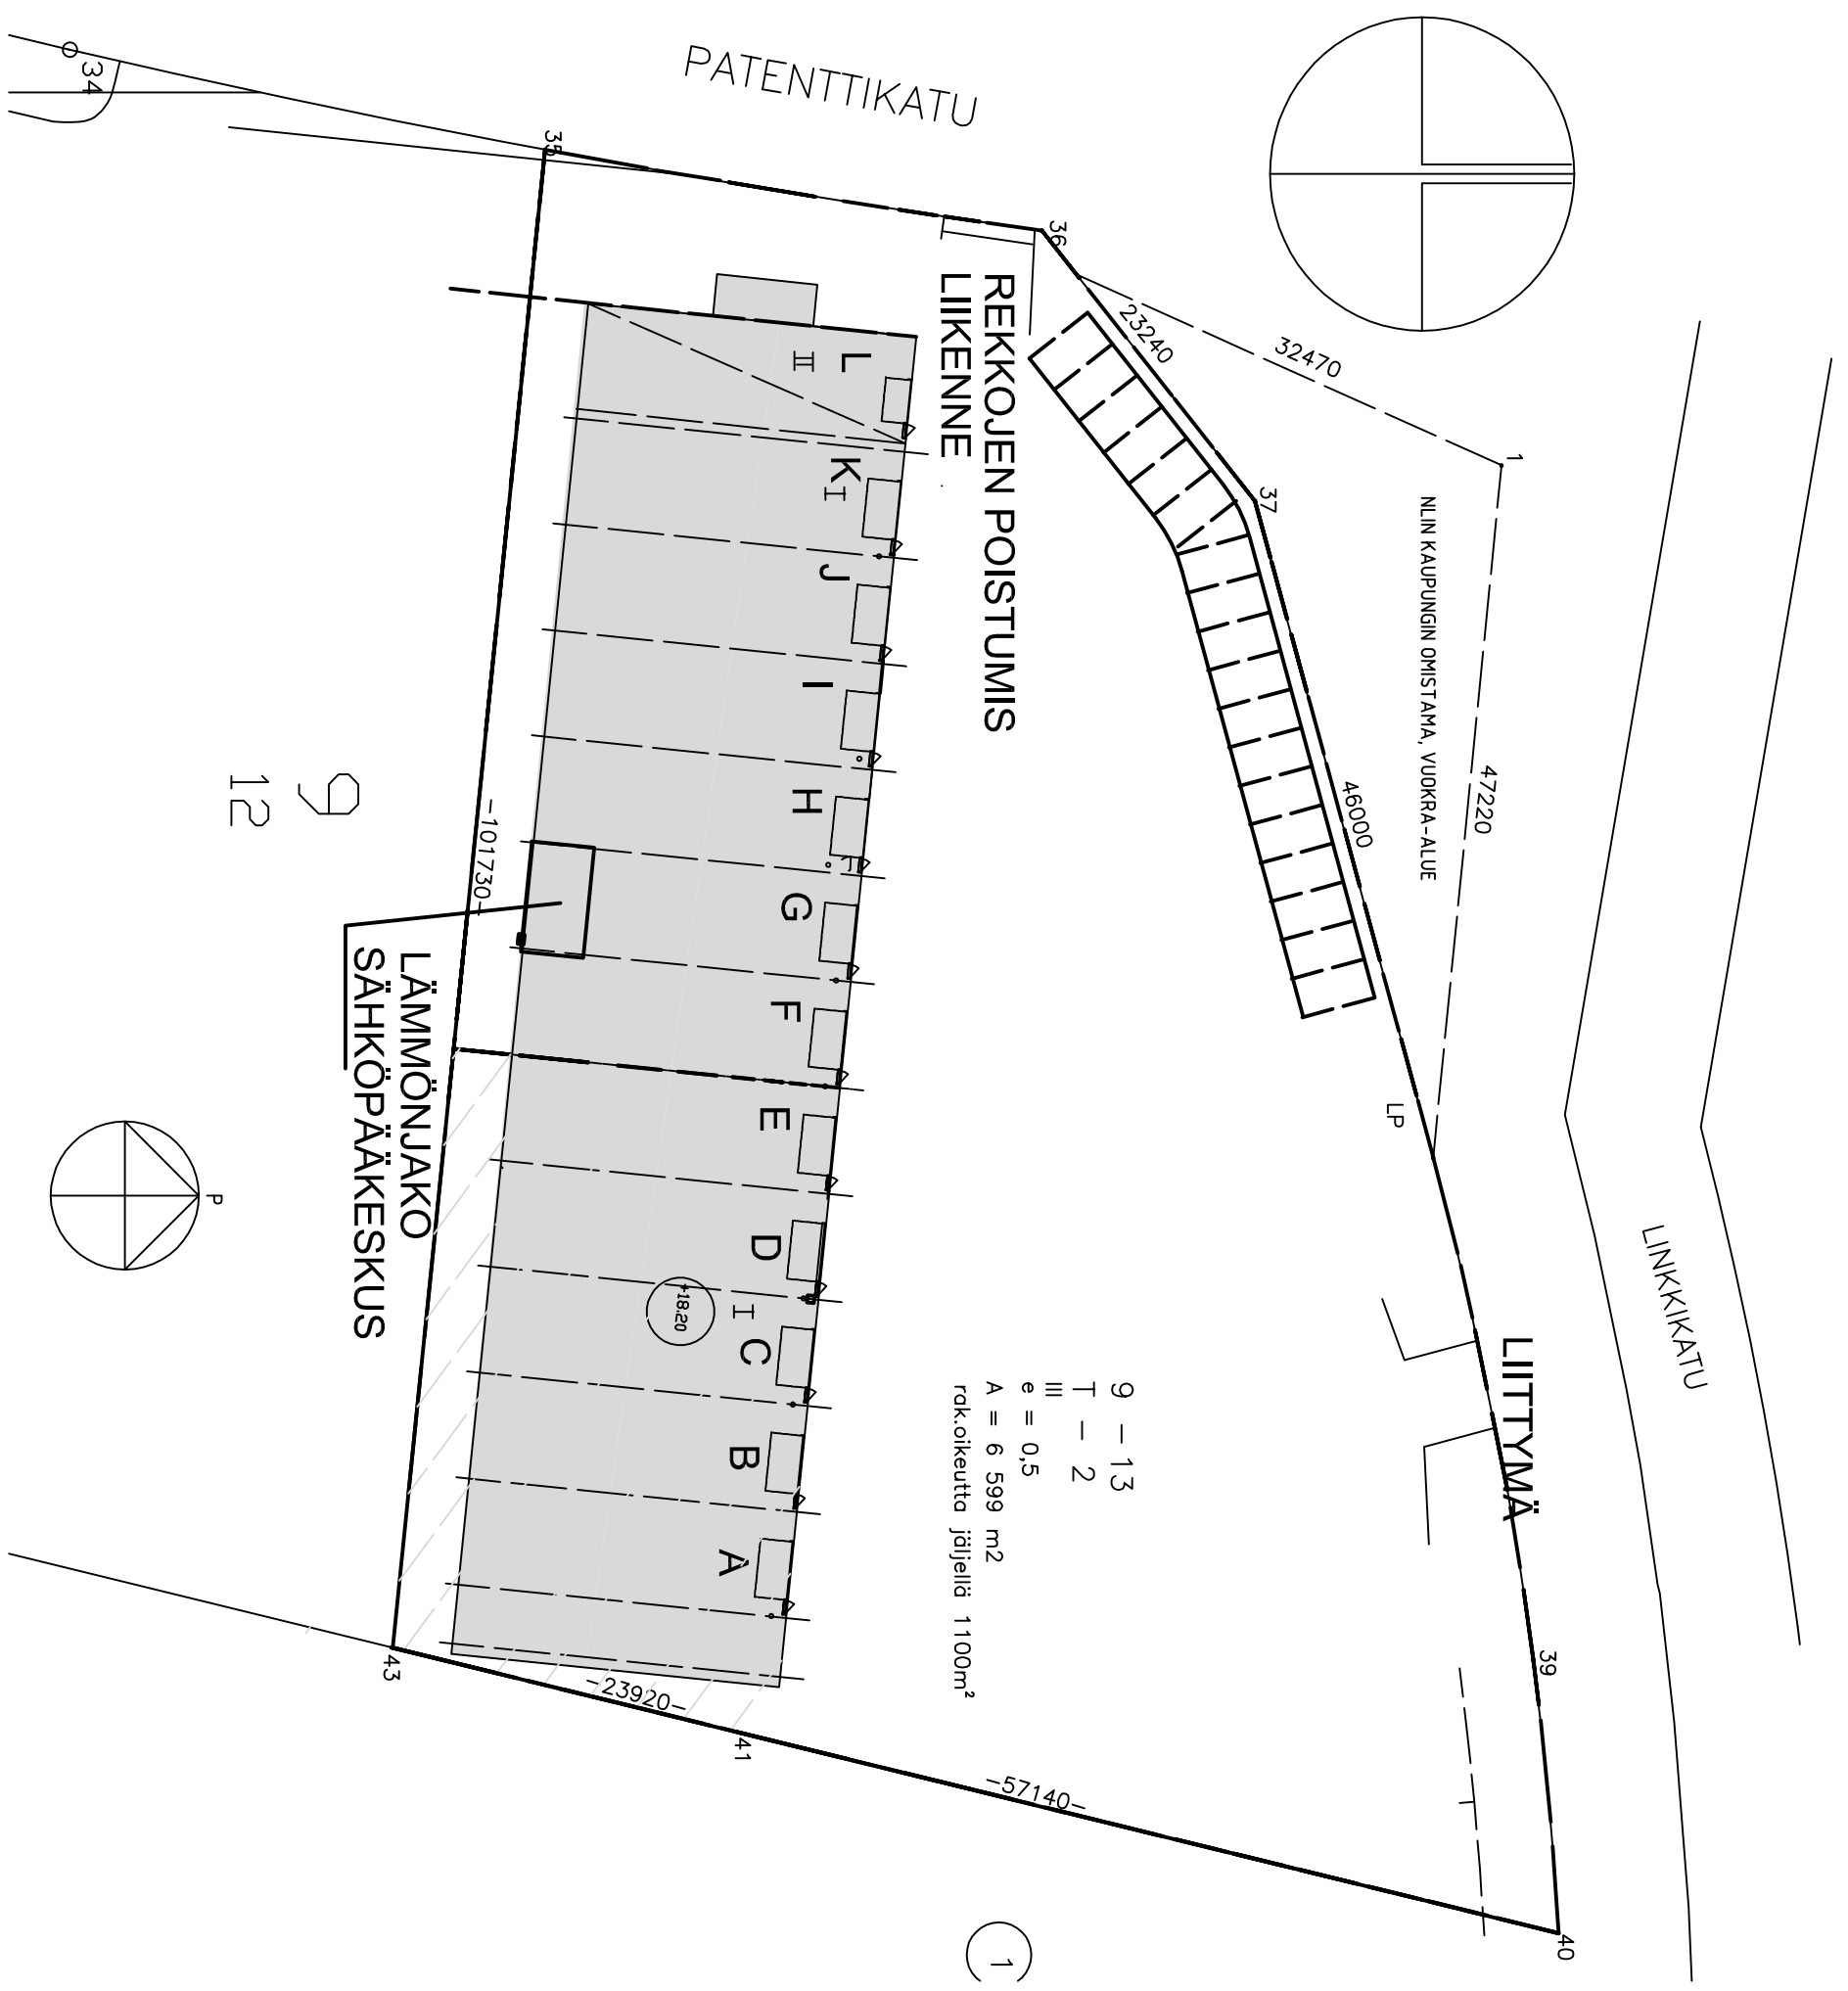 PATENTTIKATU
34
35
36
37
39
40
41
43
1
23240
32470
47220
46000
REKKOJEN POISTUMIS
LIIKENNE
NLIN KAUPUNGIN OMISTAMA, VUOKRA-ALUE
LP
LINKKIKATU
LIITTYMÄ
L
III
K
I
J
I
H
G
F
E
D
I
C
B
A
+18.20
9
12
-101730-
LÄMMÖNJAKO
SÄHKÖPÄÄKESKUS
P
9 - 13
T - 2
III
e = 0,5
A = 6 599 m2
rak.oikeutta jäljellä 1100m²
-23920-
-57140-
1